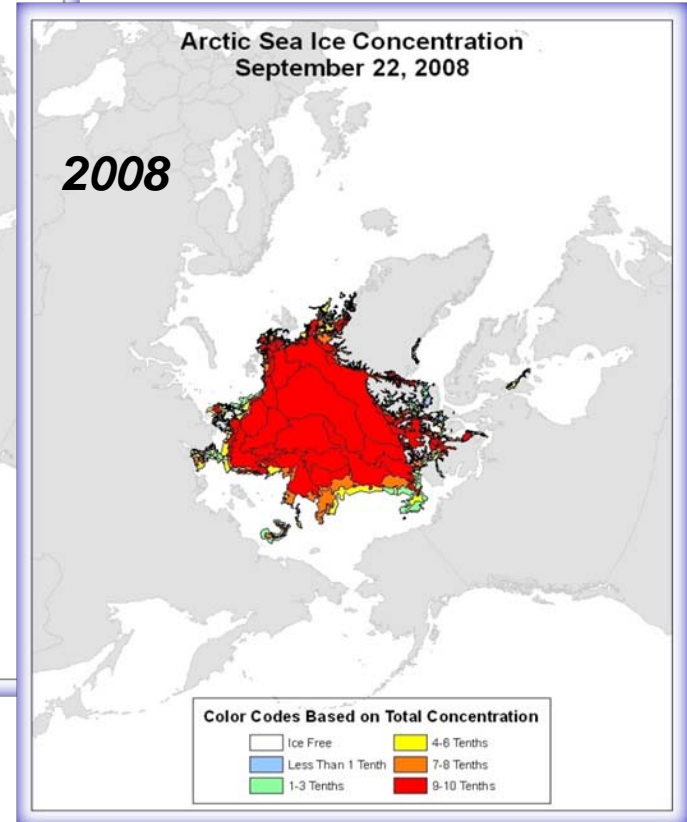 Arctic Sea Ice Concentration
September 22, 2008
2008
Color Codes Based on Total Concentration
Ice Free
Less Than 1 Tenth
1-3 Tenths
4-6 Tenths
7-8 Tenths
9-10 Tenths